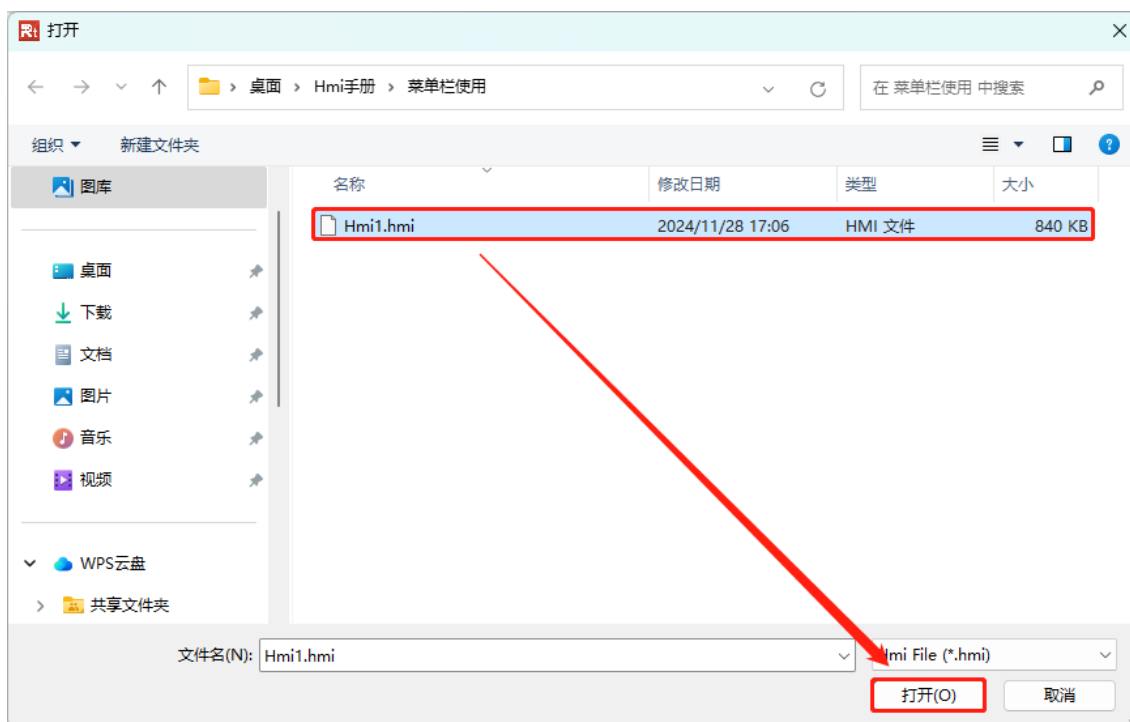 Rt 打开
桌面 > Hmi手册 > 菜单栏使用
在 菜单栏使用 中搜索
组织 新建文件夹
图库
名称 修改日期 类型 大小
Hmi1.hmi 2024/11/28 17:06 HMI 文件 840 KB
桌面
下载
文档
图片
音乐
视频
WPS云盘
共享文件夹
文件名(N): Hmi1.hmi
File (*.hmi)
打开(O) 取消